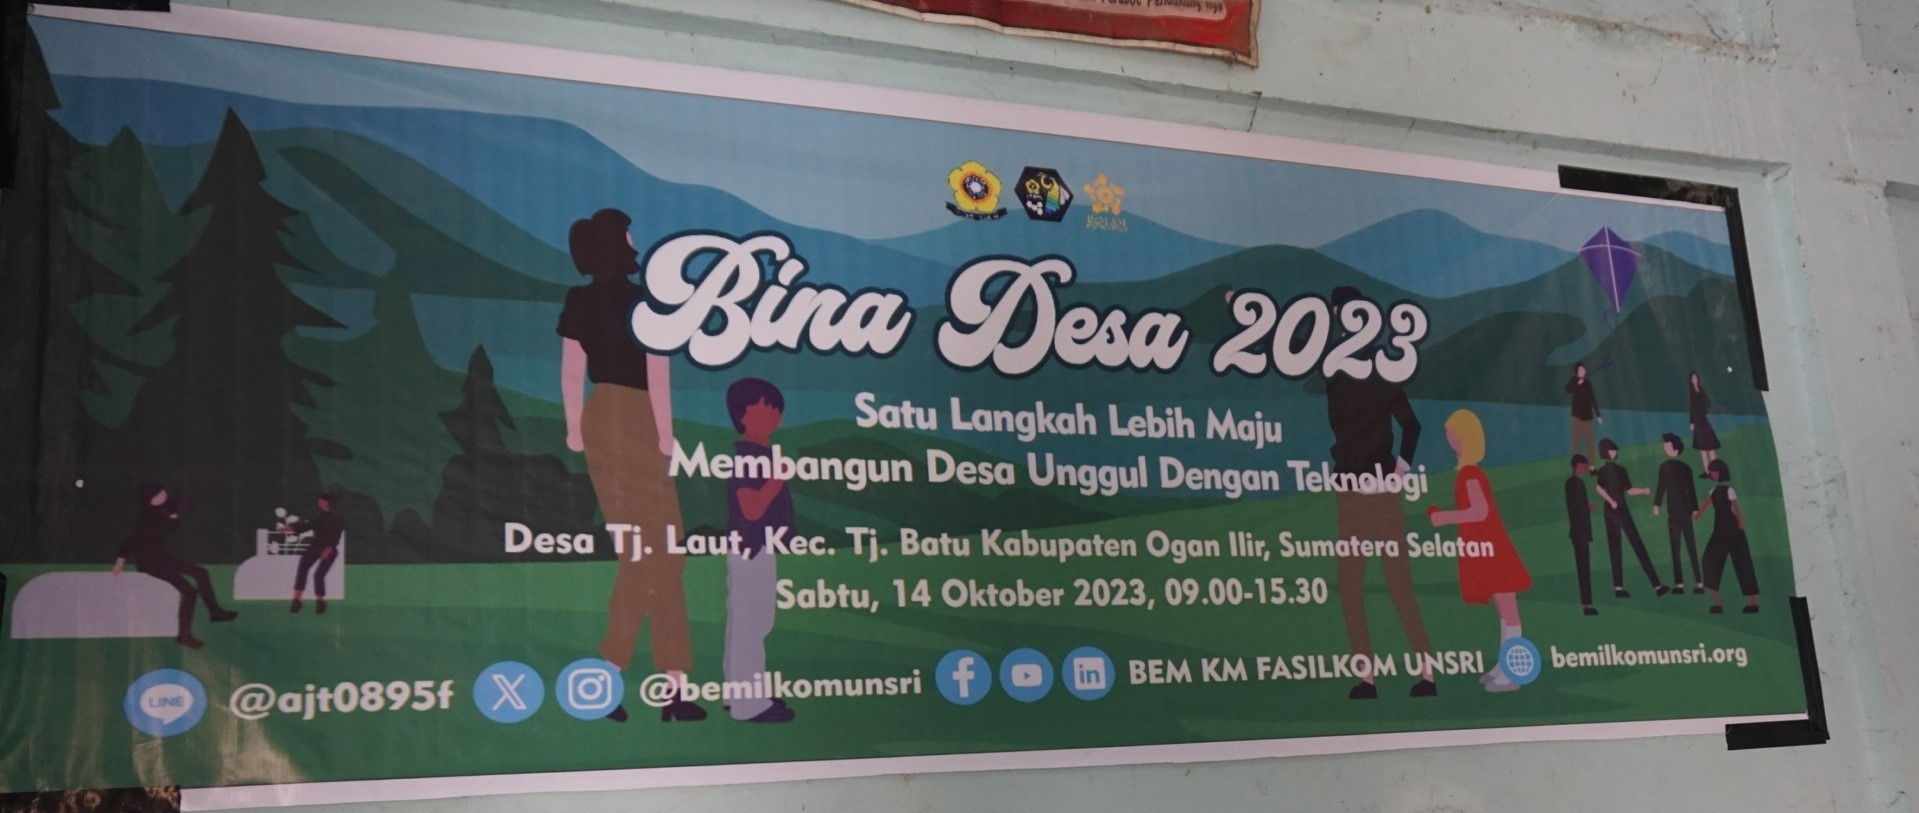 Bina Desa 2023
Satu Langkah Lebih Maju
Membangun Desa Unggul Dengan Teknologi
Desa Tj. Laut, Kec. Tj. Batu Kabupaten Ogan Ilir, Sumatera Selatan
Sabtu, 14 Oktober 2023, 09.00-15.30
LINE @ajt0895f @bemilkomunsri BEM KM FASILKOM UNSRI bemilkomunsri.org